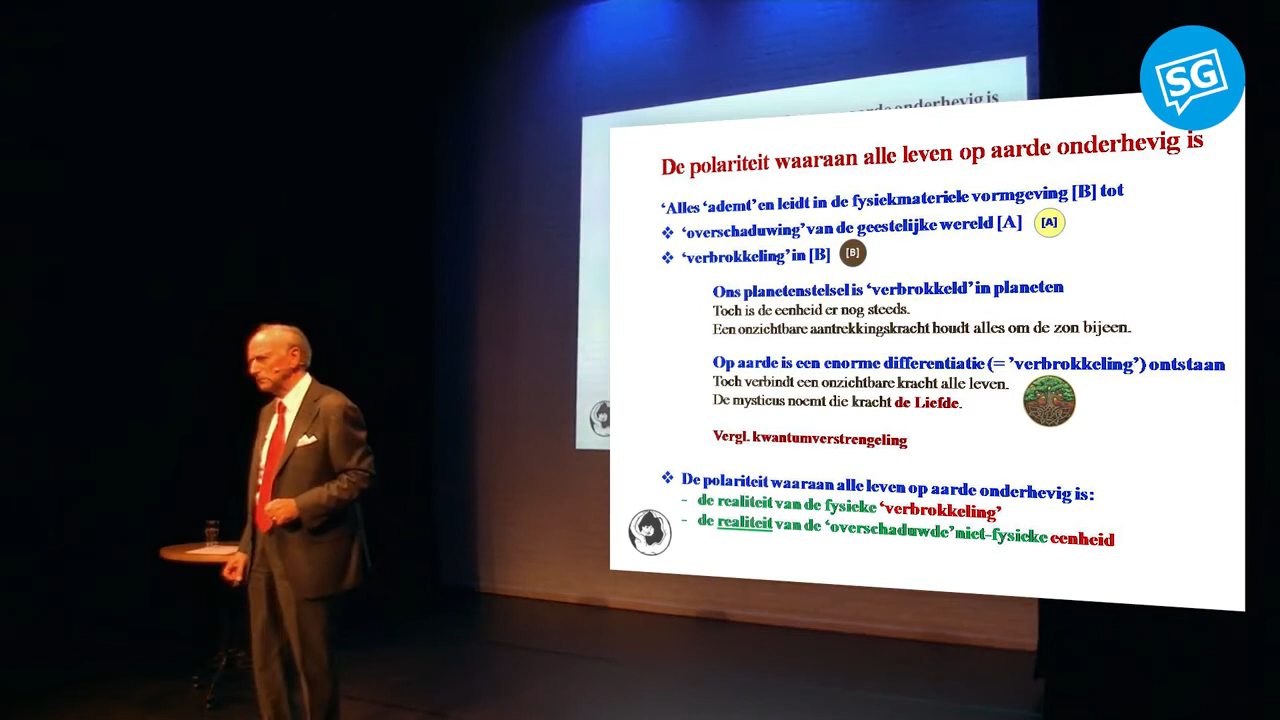 SG
aarde onderhevig is
De polariteit waaraan alle leven op aarde onderhevig is
‘Alles ‘ademt’ en leidt in de fysiekmateriele vormgeving [B] tot
❖ ‘overschaduwing’ van de geestelijke wereld [A] [A]
❖ ‘verbrokkeling’ in [B] [B]
Ons planetenstelsel is ‘verbrokkeld’ in planeten
Toch is de eenheid er nog steeds.
Een onzichtbare aantrekkingskracht houdt alles om de zon bijeen.
Op aarde is een enorme differentiatie (= ’verbrokkeling’) ontstaan
Toch verbindt een onzichtbare kracht alle leven.
De mysticus noemt die kracht de Liefde.
Vergl. kwantumverstrengeling
❖ De polariteit waaraan alle leven op aarde onderhevig is:
- de realiteit van de fysieke ‘verbrokkeling’
- de realiteit van de ‘overschaduwde’ niet-fysieke eenheid